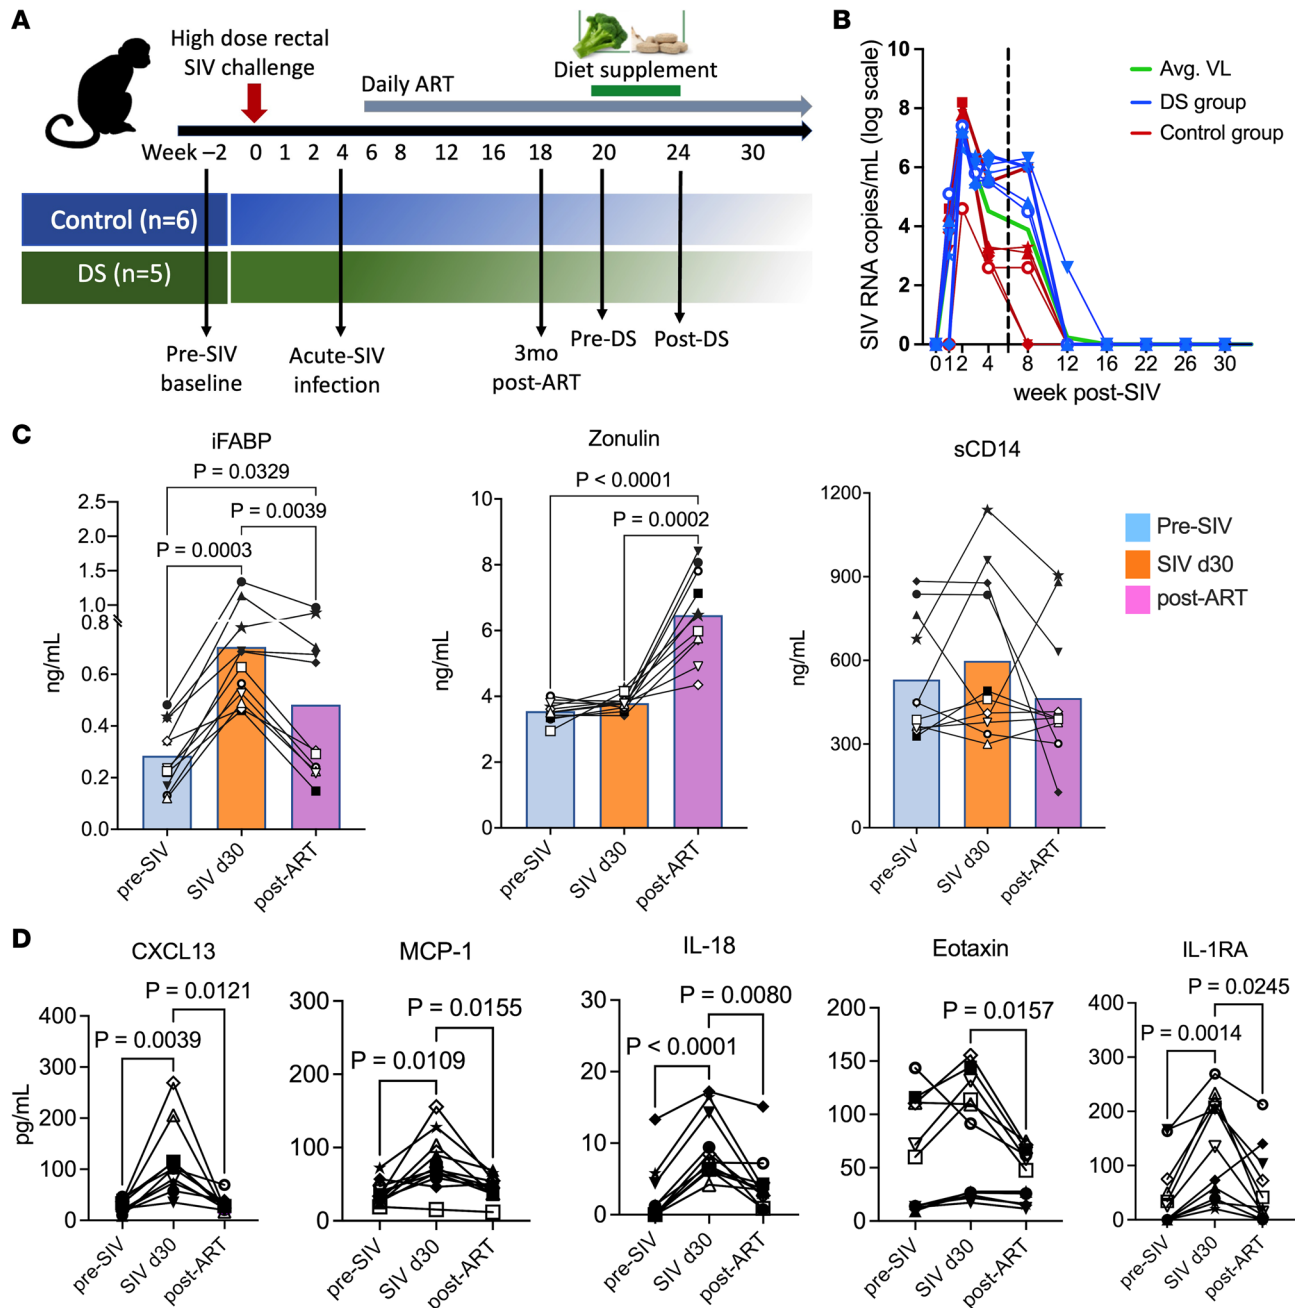 A
High dose rectal
SIV challenge
Daily ART
Diet supplement
Week –2 0 1 2 4 6 8 12 16 18 20 24 30
Control (n=6)
DS (n=5)
Pre-SIV
baseline
Acute-SIV
infection
3mo
post-ART
Pre-DS
Post-DS
B
SIV RNA copies/mL (log scale)
10
8
6
4
2
0
0 1 2 4 8 12 16 22 26 30
week post-SIV
Avg. VL
DS group
Control group
C
iFABP
P = 0.0329
P = 0.0039
P = 0.0003
ng/mL
2.5
2.0
1.5
1.0
0.8
0.6
0.4
0.2
0.0
pre-SIV
SIV d30
post-ART
Zonulin
P < 0.0001
P = 0.0002
ng/mL
10
8
6
4
2
0
pre-SIV
SIV d30
post-ART
sCD14
ng/mL
1200
900
600
300
0
pre-SIV
SIV d30
post-ART
Pre-SIV
SIV d30
post-ART
D
CXCL13
P = 0.0121
P = 0.0039
pg/mL
400
300
200
100
0
pre-SIV
SIV d30
post-ART
MCP-1
P = 0.0155
P = 0.0109
300
200
100
0
pre-SIV
SIV d30
post-ART
IL-18
P = 0.0080
P < 0.0001
30
20
10
0
pre-SIV
SIV d30
post-ART
Eotaxin
P = 0.0157
200
150
100
50
0
pre-SIV
SIV d30
post-ART
IL-1RA
P = 0.0245
P = 0.0014
400
300
200
100
0
pre-SIV
SIV d30
post-ART